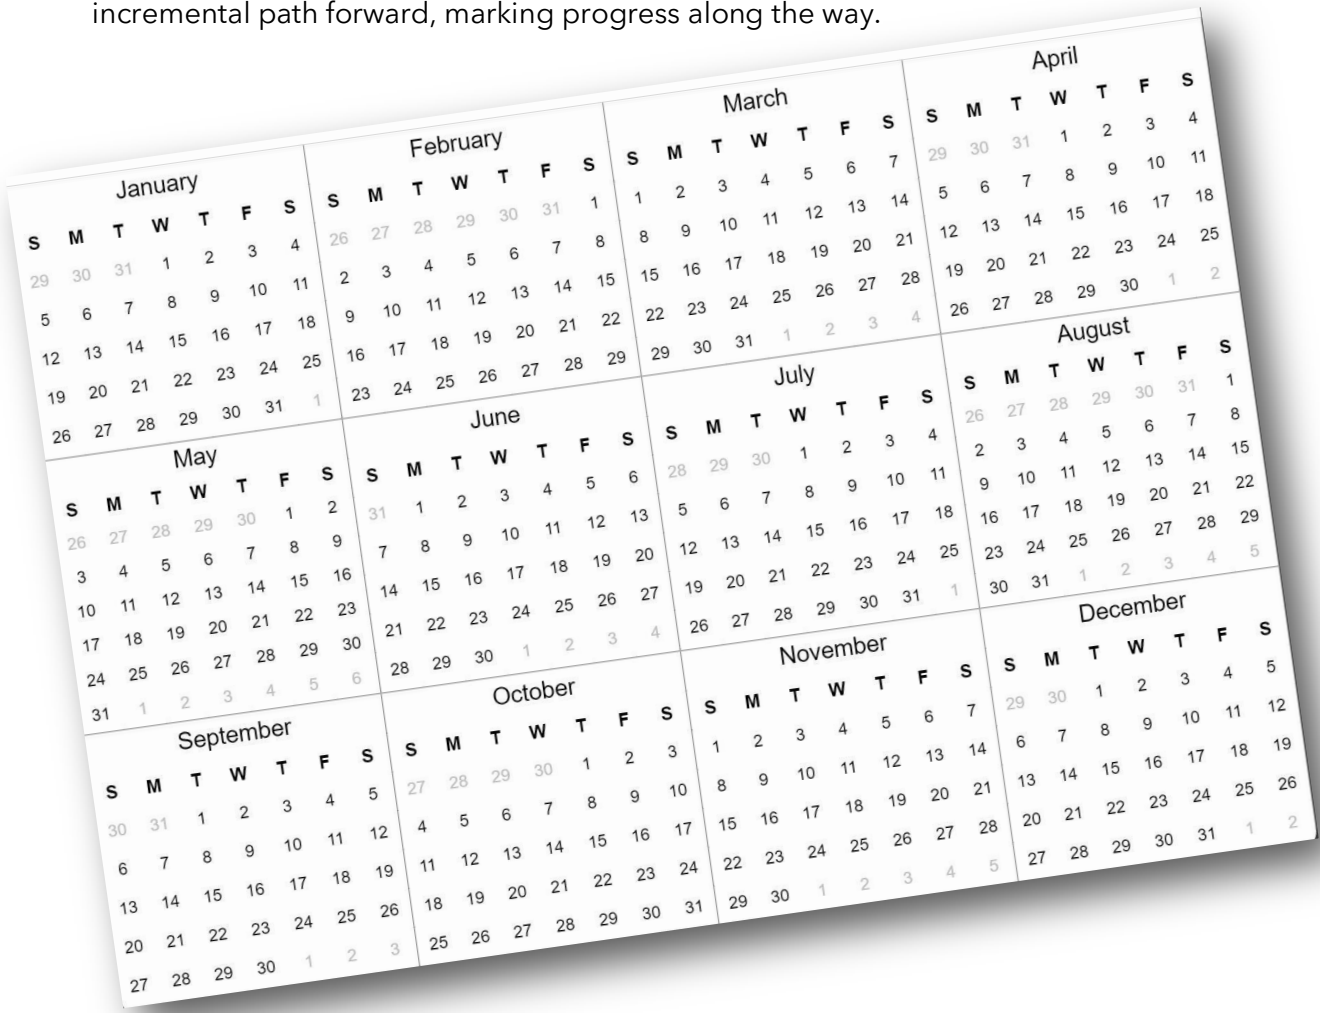 incremental path forward, marking progress along the way.
January
S M T W T F S
29 30 31 1 2 3 4
5 6 7 8 9 10 11
12 13 14 15 16 17 18
19 20 21 22 23 24 25
26 27 28 29 30 31 1
February
S M T W T F S
26 27 28 29 30 31 1
2 3 4 5 6 7 8
9 10 11 12 13 14 15
16 17 18 19 20 21 22
23 24 25 26 27 28 29
March
S M T W T F S
1 2 3 4 5 6 7
8 9 10 11 12 13 14
15 16 17 18 19 20 21
22 23 24 25 26 27 28
29 30 31 1 2 3 4
April
S M T W T F S
29 30 31 1 2 3 4
5 6 7 8 9 10 11
12 13 14 15 16 17 18
19 20 21 22 23 24 25
26 27 28 29 30 1 2
May
S M T W T F S
26 27 28 29 30 1 2
3 4 5 6 7 8 9
10 11 12 13 14 15 16
17 18 19 20 21 22 23
24 25 26 27 28 29 30
31 1 2 3 4 5 6
June
S M T W T F S
31 1 2 3 4 5 6
7 8 9 10 11 12 13
14 15 16 17 18 19 20
21 22 23 24 25 26 27
28 29 30 1 2 3 4
July
S M T W T F S
28 29 30 1 2 3 4
5 6 7 8 9 10 11
12 13 14 15 16 17 18
19 20 21 22 23 24 25
26 27 28 29 30 31 1
August
S M T W T F S
26 27 28 29 30 31 1
2 3 4 5 6 7 8
9 10 11 12 13 14 15
16 17 18 19 20 21 22
23 24 25 26 27 28 29
30 31 1 2 3 4 5
September
S M T W T F S
30 31 1 2 3 4 5
6 7 8 9 10 11 12
13 14 15 16 17 18 19
20 21 22 23 24 25 26
27 28 29 30 1 2 3
October
S M T W T F S
27 28 29 30 1 2 3
4 5 6 7 8 9 10
11 12 13 14 15 16 17
18 19 20 21 22 23 24
25 26 27 28 29 30 31
November
S M T W T F S
1 2 3 4 5 6 7
8 9 10 11 12 13 14
15 16 17 18 19 20 21
22 23 24 25 26 27 28
29 30 1 2 3 4 5
December
S M T W T F S
29 30 1 2 3 4 5
6 7 8 9 10 11 12
13 14 15 16 17 18 19
20 21 22 23 24 25 26
27 28 29 30 31 1 2